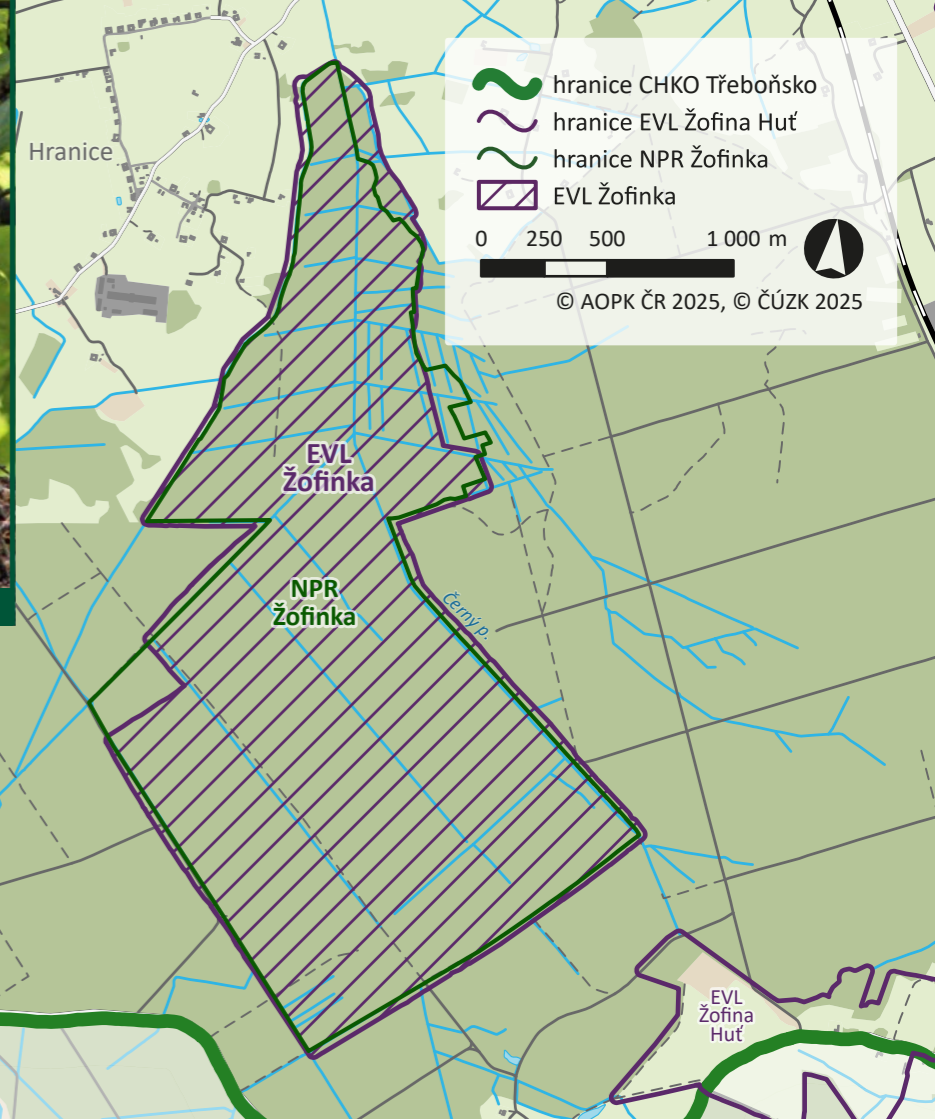 Hranice
hranice CHKO Třeboňsko
hranice EVL Žofina Huť
hranice NPR Žofinka
EVL Žofinka
0 250 500 1 000 m
© AOPK ČR 2025, © ČÚZK 2025
EVL
Žofinka
NPR
Žofinka
Černý p.
EVL
Žofina
Huť